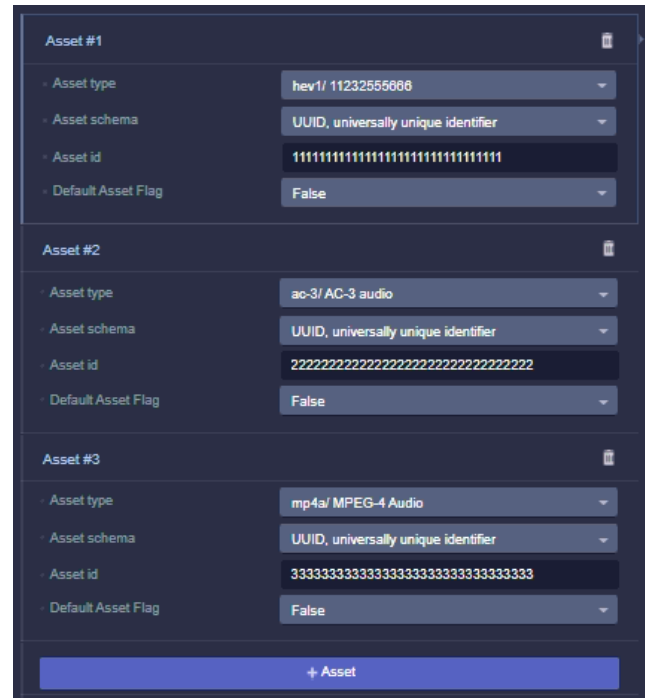 Asset #1
Asset type hev1/ 11232555666
Asset schema UUID, universally unique identifier
Asset id 11111111111111111111111111111111
Default Asset Flag False
Asset #2
Asset type ac-3/ AC-3 audio
Asset schema UUID, universally unique identifier
Asset id 22222222222222222222222222222222
Default Asset Flag False
Asset #3
Asset type mp4a/ MPEG-4 Audio
Asset schema UUID, universally unique identifier
Asset id 33333333333333333333333333333333
Default Asset Flag False
+ Asset